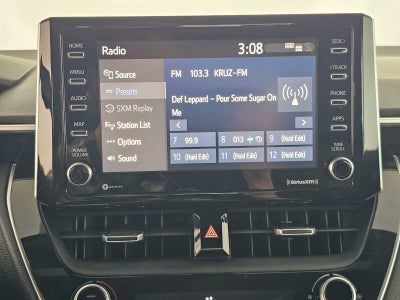 Radio 3:08
HOME
MENU
AUDIO
MAP
POWER
VOLUME
Source
Presets
SXM Replay
Station List
Options
Sound
FM 103.3 KRUZ-FM
Def Leppard – Pour Some Sugar On
Me
7 99.9
8 013
9 (Hold Edit)
10 (Hold Edit)
11 (Hold Edit)
12 (Hold Edit)
SEEK>
<TRACK
PHONE
APPS
TUNE
SCROLL
SiriusXM